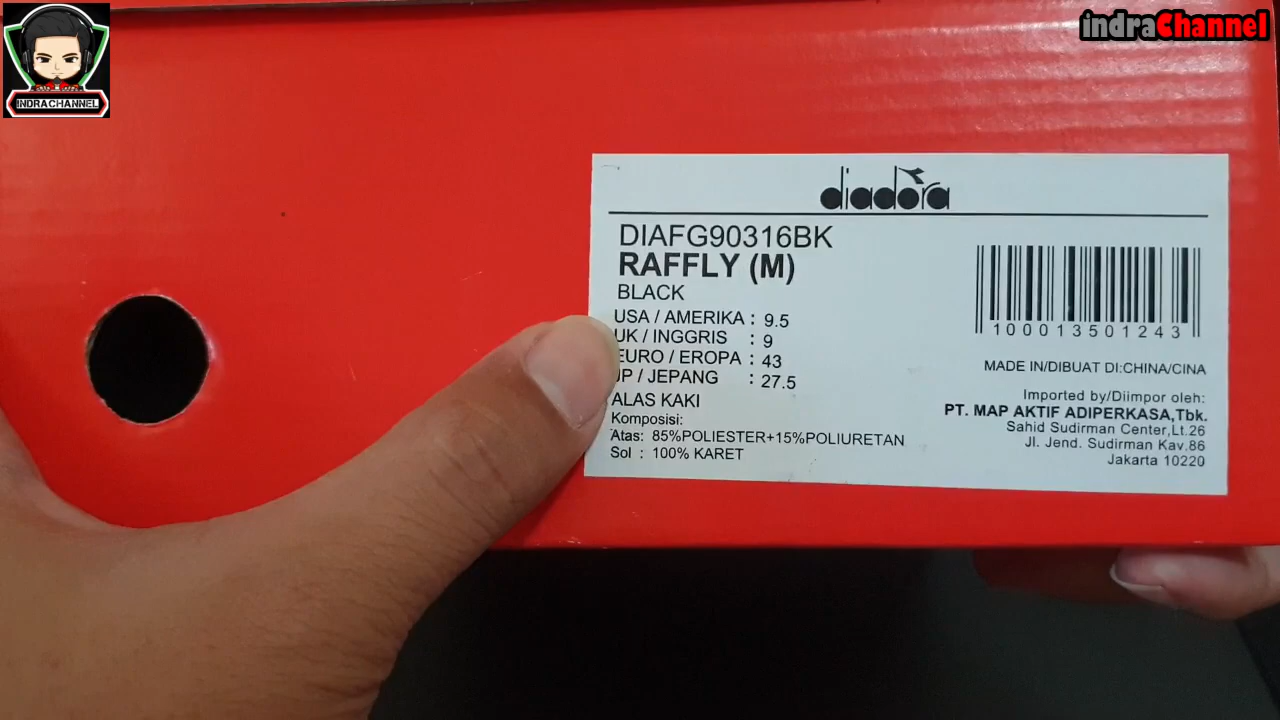 INDRA CHANNEL
indraChannel
diadora
DIAFG90316BK
RAFFLY (M)
BLACK
USA / AMERIKA : 9.5
UK / INGGRIS : 9
EURO / EROPA : 43
JP / JEPANG : 27.5
ALAS KAKI
Komposisi:
Atas: 85%POLIESTER+15%POLIURETAN
Sol : 100% KARET
100013501243
MADE IN/DIBUAT DI:CHINA/CINA
Imported by/Diimpor oleh:
PT. MAP AKTIF ADIPERKASA,Tbk.
Sahid Sudirman Center,Lt.26
Jl. Jend. Sudirman Kav.86
Jakarta 10220